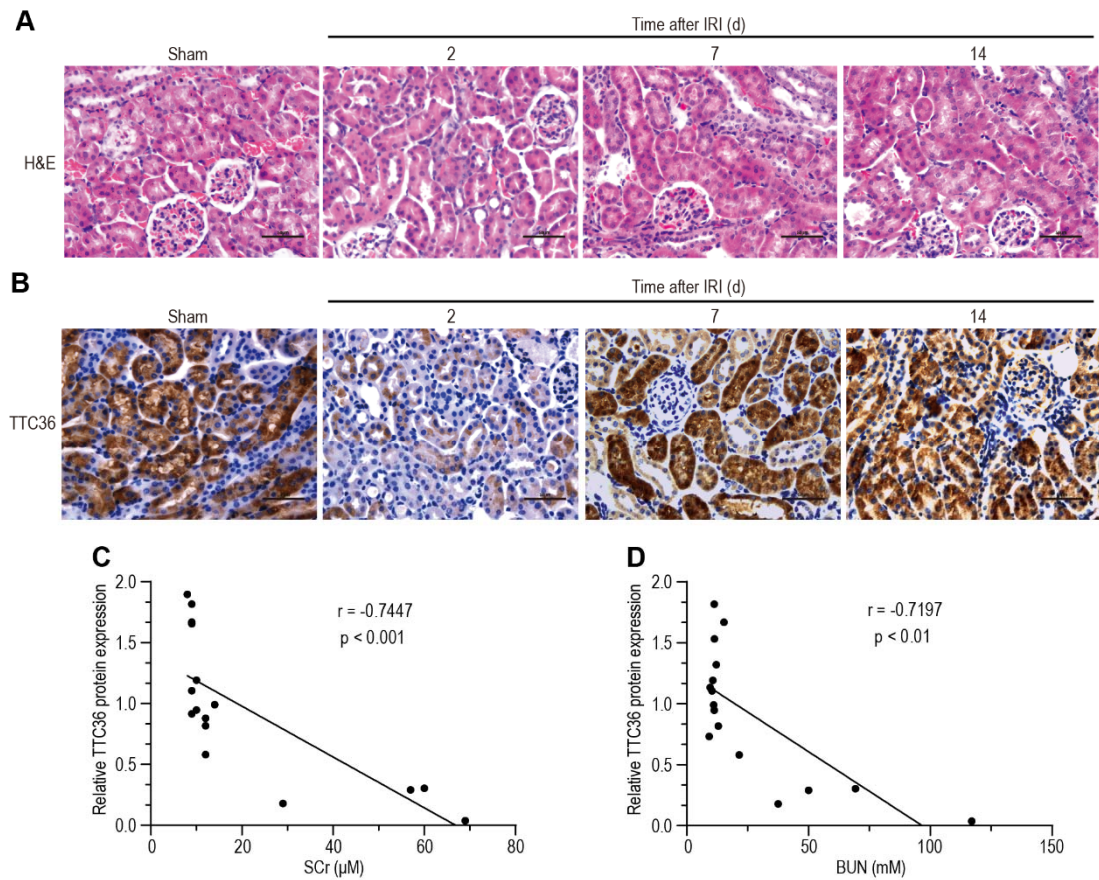 A
Time after IRI (d)
Sham 2 7 14
H&E
B
Time after IRI (d)
Sham 2 7 14
TTC36
C
Relative TTC36 protein expression
2.0
1.5
1.0
0.5
0.0
r = -0.7447
p < 0.001
0 20 40 60 80
SCr (µM)
D
Relative TTC36 protein expression
2.0
1.5
1.0
0.5
0.0
r = -0.7197
p < 0.01
0 50 100 150
BUN (mM)